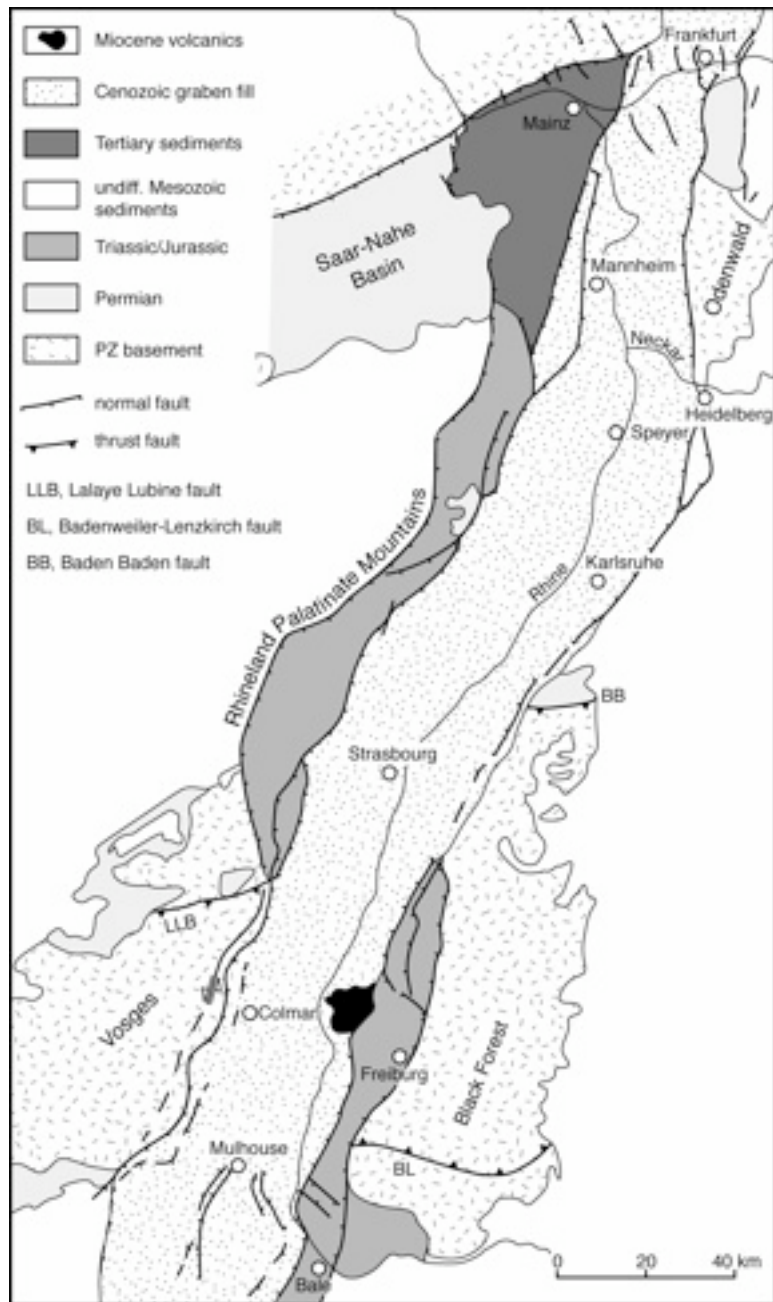 Miocene volcanics
Cenozoic graben fill
Tertiary sediments
undiff. Mesozoic
sediments
Triassic/Jurassic
Permian
PZ basement
normal fault
thrust fault
LLB, Lalaye Lubine fault
BL, Badenweiler-Lenzkirch fault
BB, Baden Baden fault
Frankfurt
Mainz
Saar-Nahe
Basin
Mannheim
Odenwald
Neckar
Heidelberg
Speyer
Rhineland Palatinate Mountains
Karlsruhe
Rhine
BB
Strasbourg
LLB
Vosges
Colmar
Freiburg
Black Forest
Mulhouse
BL
Bale
0 20 40 km